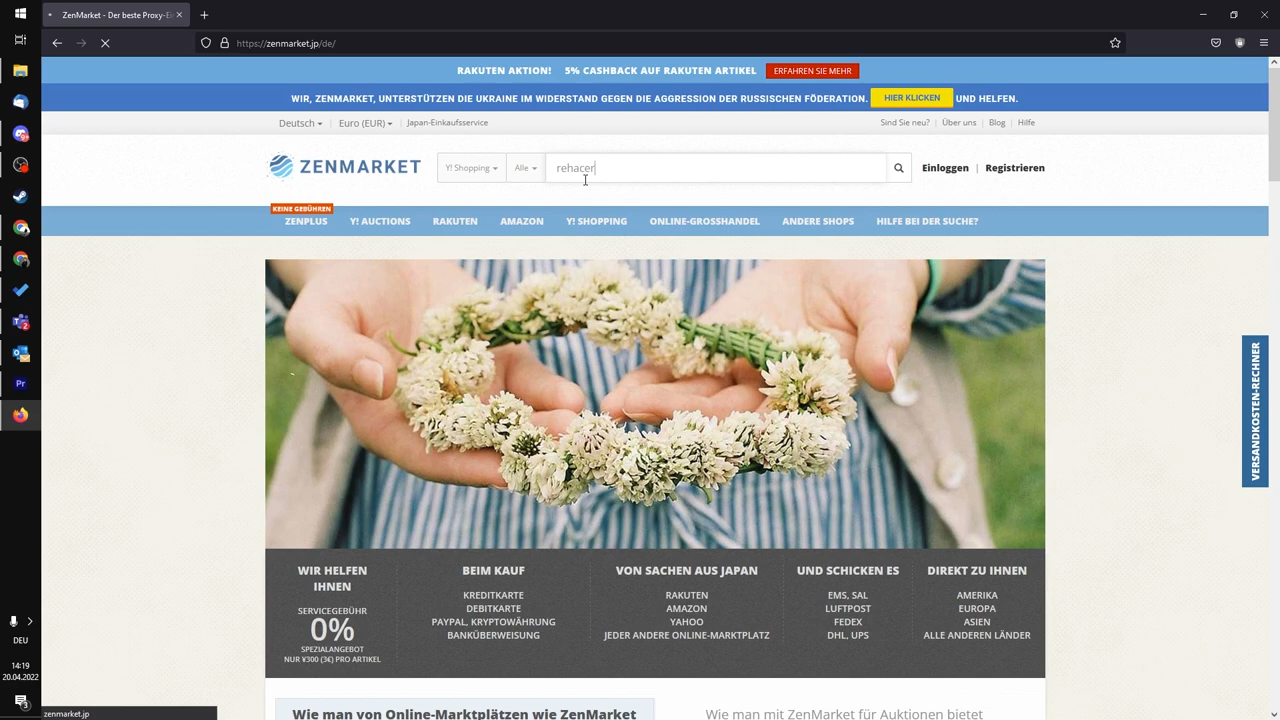 ZenMarket - Der beste Proxy-Ei
https://zenmarket.jp/de/
RAKUTEN AKTION! 5% CASHBACK AUF RAKUTEN ARTIKEL ERFAHREN SIE MEHR
WIR, ZENMARKET, UNTERSTÜTZEN DIE UKRAINE IM WIDERSTAND GEGEN DIE AGGRESSION DER RUSSISCHEN FÖDERATION. HIER KLICKEN UND HELFEN.
Deutsch Euro (EUR) Japan-Einkaufsservice Sind Sie neu? Über uns Blog Hilfe
ZENMARKET Y! Shopping Alle rehacer Einloggen Registrieren
KEINE GEBÜHREN
ZENPLUS Y! AUCTIONS RAKUTEN AMAZON Y! SHOPPING ONLINE-GROSSHANDEL ANDERE SHOPS HILFE BEI DER SUCHE?
VERSANDKOSTEN-RECHNER
WIR HELFEN
IHNEN
SERVICEGEBÜHR
0%
SPEZIALANGEBOT
NUR ¥300 (3€) PRO ARTIKEL
BEIM KAUF
KREDITKARTE
DEBITKARTE
PAYPAL, KRYPTOWÄHRUNG
BANKÜBERWEISUNG
VON SACHEN AUS JAPAN
RAKUTEN
AMAZON
YAHOO
JEDER ANDERE ONLINE-MARKTPLATZ
UND SCHICKEN ES
EMS, SAL
LUFTPOST
FEDEX
DHL, UPS
DIREKT ZU IHNEN
AMERIKA
EUROPA
ASIEN
ALLE ANDEREN LÄNDER
Wie man von Online-Marktplätzen wie ZenMarket
Wie man mit ZenMarket für Auktionen bietet
DEU
14:19
20.04.2022
3
zenmarket.jp